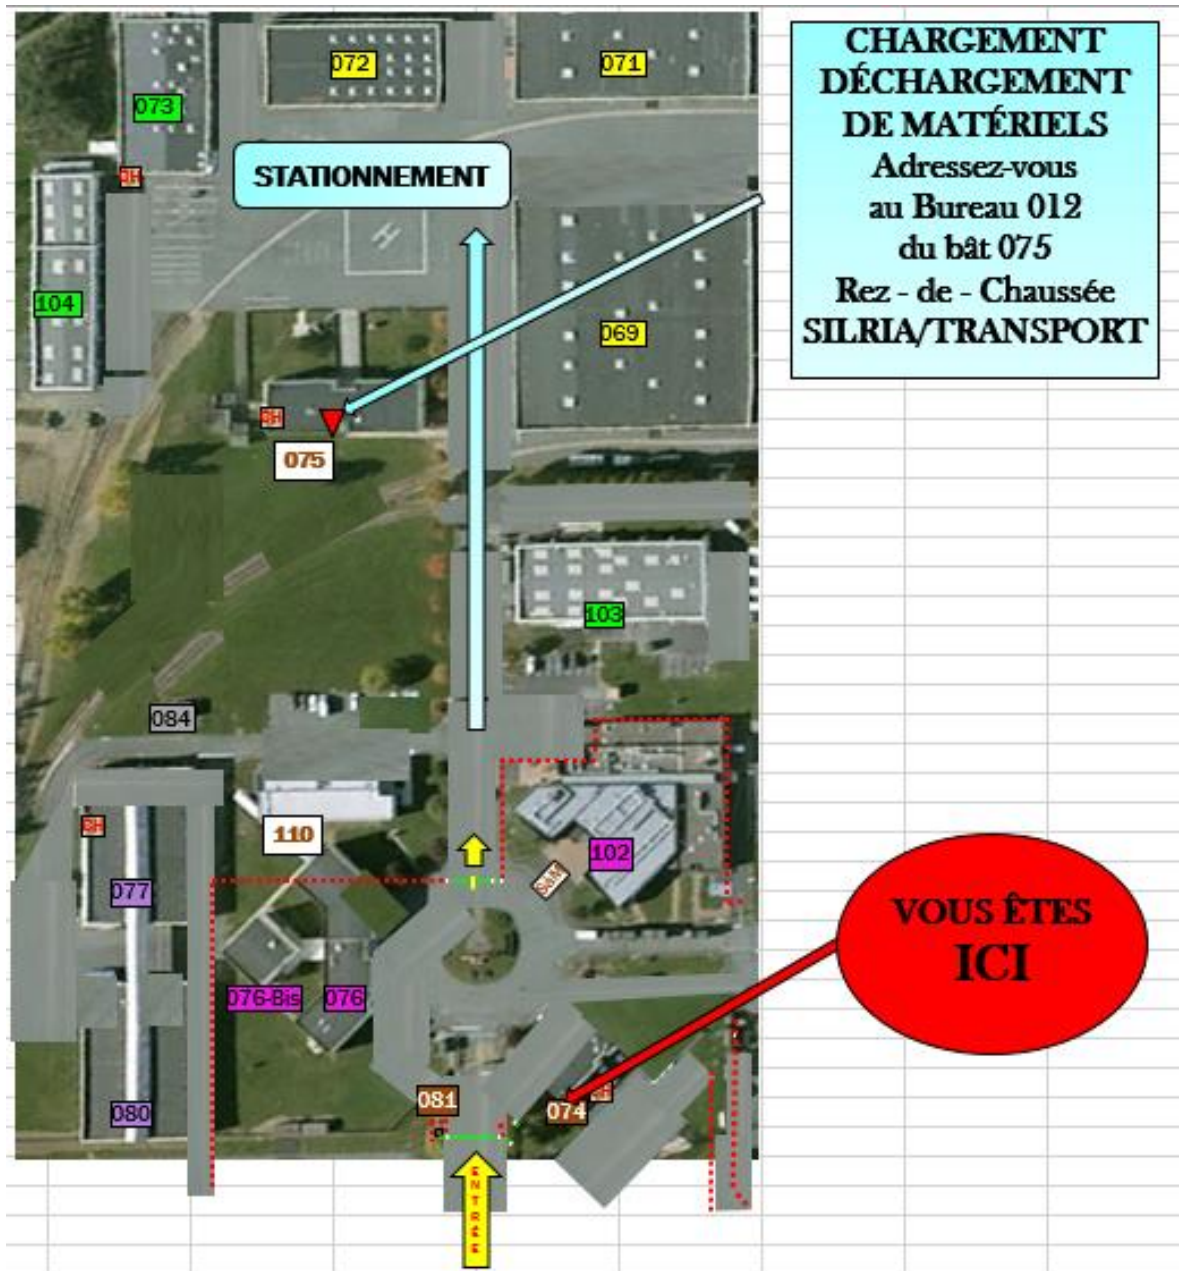 CHARGEMENT
DÉCHARGEMENT
DE MATÉRIELS
Adressez-vous
au Bureau 012
du bât 075
Rez - de - Chaussée
SILRIA/TRANSPORT
072
071
073
STATIONNEMENT
H
104
069
075
103
084
110
102
077
VOUS ÊTES
ICI
076-Bis
076
081
074
080
ENTRÉE